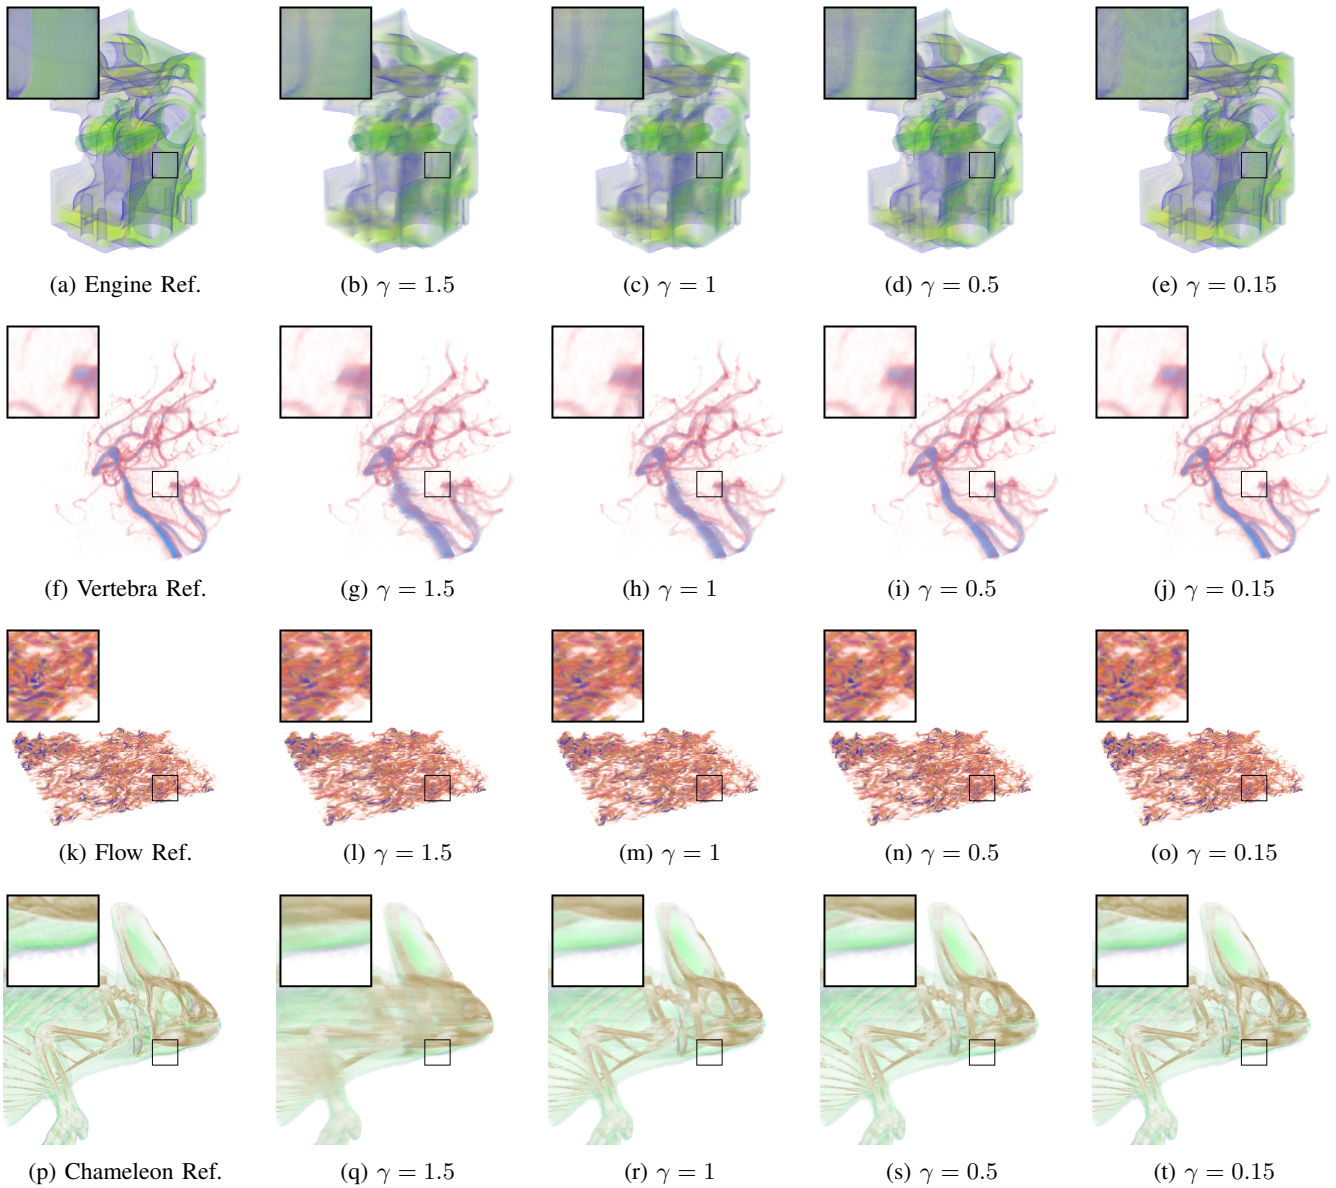 (a) Engine Ref.
(b) γ = 1.5
(c) γ = 1
(d) γ = 0.5
(e) γ = 0.15
(f) Vertebra Ref.
(g) γ = 1.5
(h) γ = 1
(i) γ = 0.5
(j) γ = 0.15
(k) Flow Ref.
(l) γ = 1.5
(m) γ = 1
(n) γ = 0.5
(o) γ = 0.15
(p) Chameleon Ref.
(q) γ = 1.5
(r) γ = 1
(s) γ = 0.5
(t) γ = 0.15